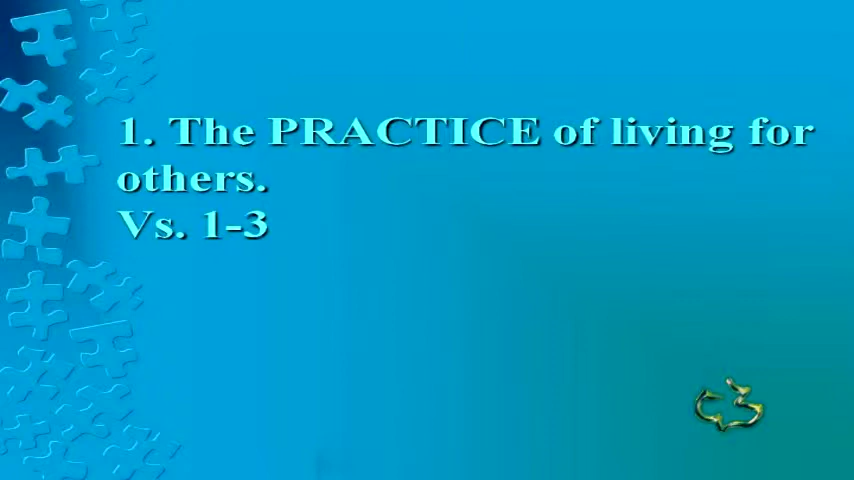 1. The PRACTICE of living for
others.
Vs. 1-3